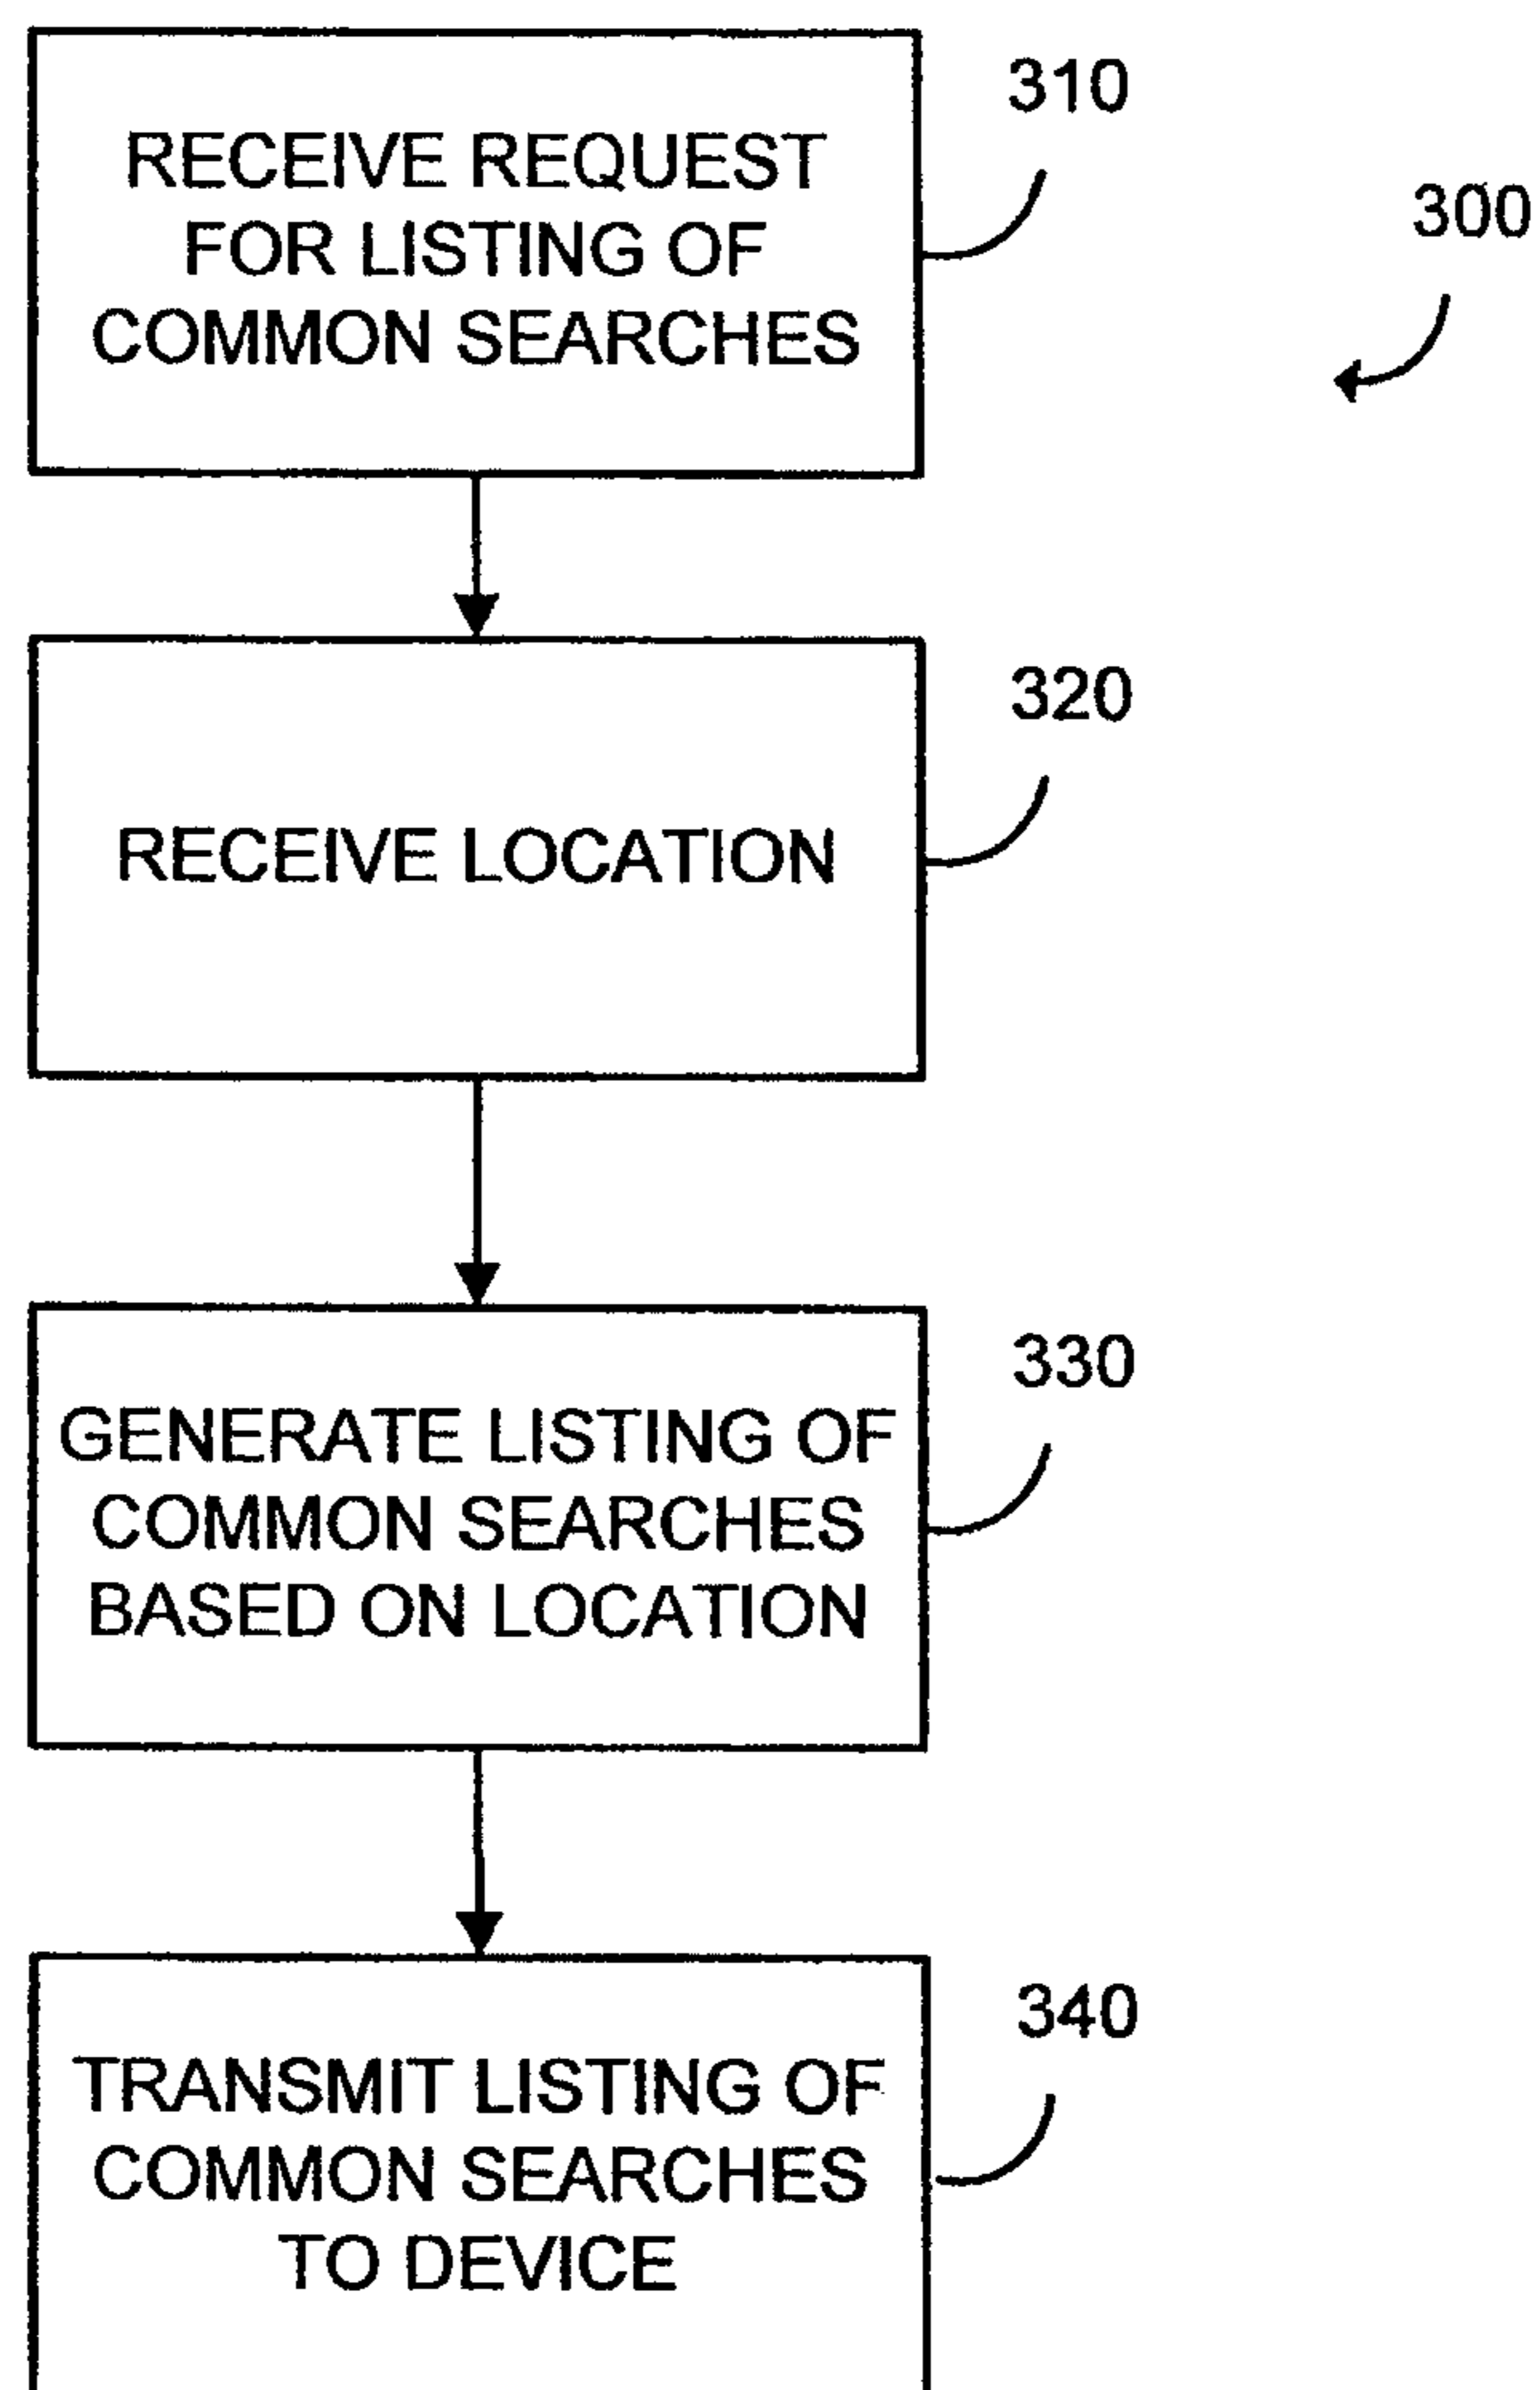 RECEIVE REQUEST
FOR LISTING OF
COMMON SEARCHES
310
300
RECEIVE LOCATION
320
GENERATE LISTING OF
COMMON SEARCHES
BASED ON LOCATION
330
TRANSMIT LISTING OF
COMMON SEARCHES
TO DEVICE
340